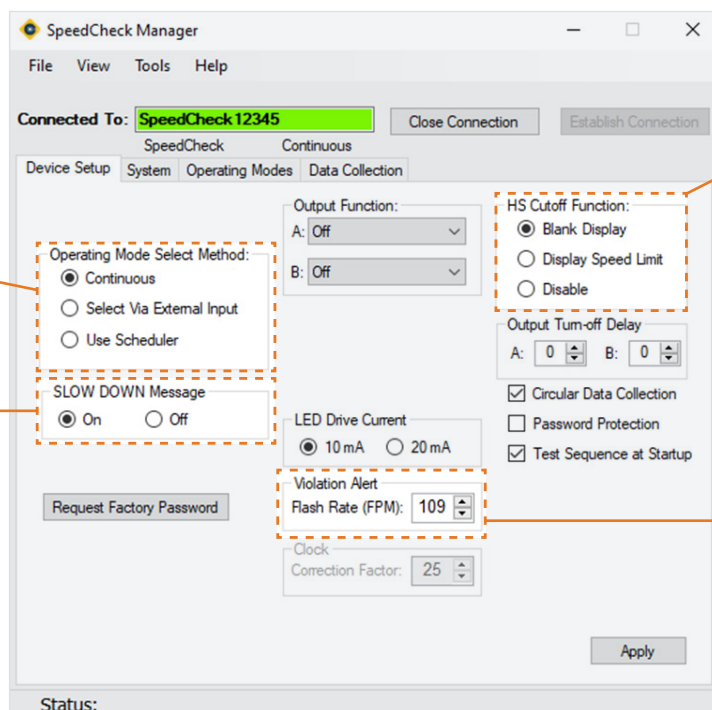 SpeedCheck Manager
File View Tools Help
Connected To: SpeedCheck 12345 Close Connection Establish Connection
SpeedCheck Continuous
Device Setup System Operating Modes Data Collection
Output Function:
A: Off
B: Off
HS Cutoff Function:
Blank Display
Display Speed Limit
Disable
Operating Mode Select Method:
Continuous
Select Via External Input
Use Scheduler
Output Turn-off Delay
A: 0 B: 0
SLOW DOWN Message
On Off
Circular Data Collection
Password Protection
Test Sequence at Startup
LED Drive Current
10 mA 20 mA
Violation Alert
Flash Rate (FPM): 109
Request Factory Password
Clock
Correction Factor: 25
Apply
Status: